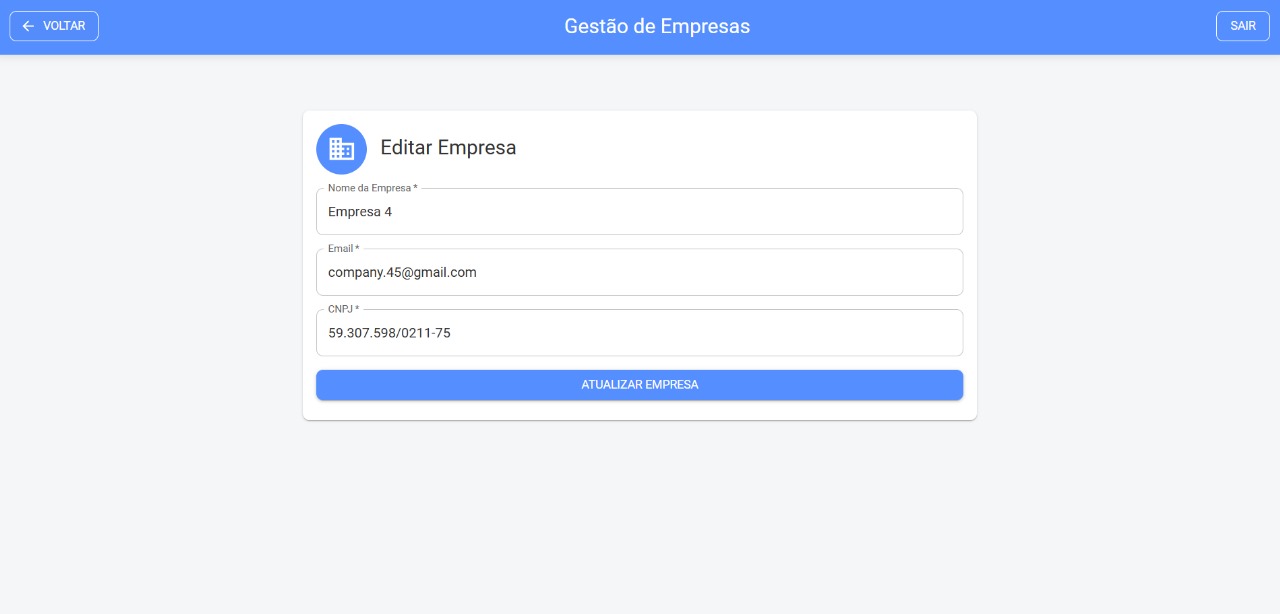 VOLTAR
Gestão de Empresas
SAIR
Editar Empresa
Nome da Empresa *
Empresa 4
Email *
company.45@gmail.com
CNPJ *
59.307.598/0211-75
ATUALIZAR EMPRESA